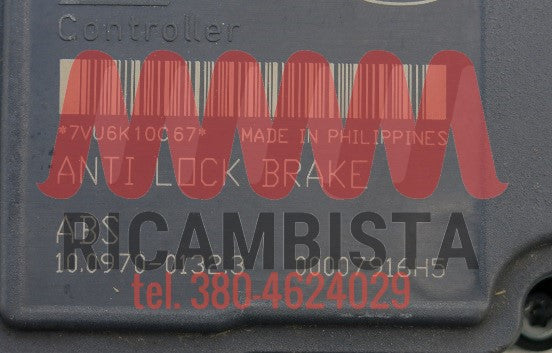 Controller
*7VU6K10C67* MADE IN PHILIPPINES
ANTI LOCK BRAKE
ABS
RICAMBISTA
10.0970-0132.3 00007916H5
tel. 380-4624029